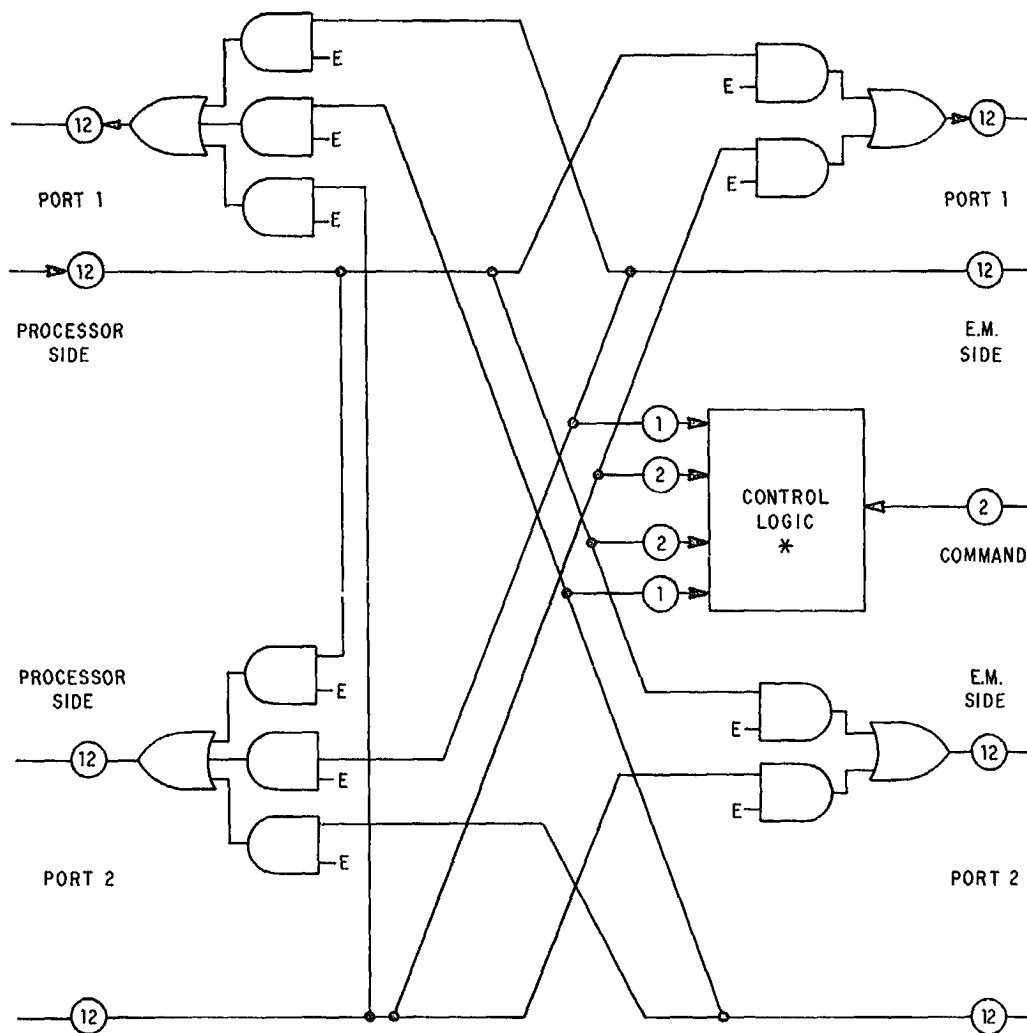 E
E
E
E
E
12
12
PORT 1
PORT 1
12
12
PROCESSOR
SIDE
E.M.
SIDE
1
2
2
1
CONTROL
LOGIC
*
2
COMMAND
PROCESSOR
SIDE
E.M.
SIDE
E
E
E
E
E
12
12
PORT 2
PORT 2
12
12